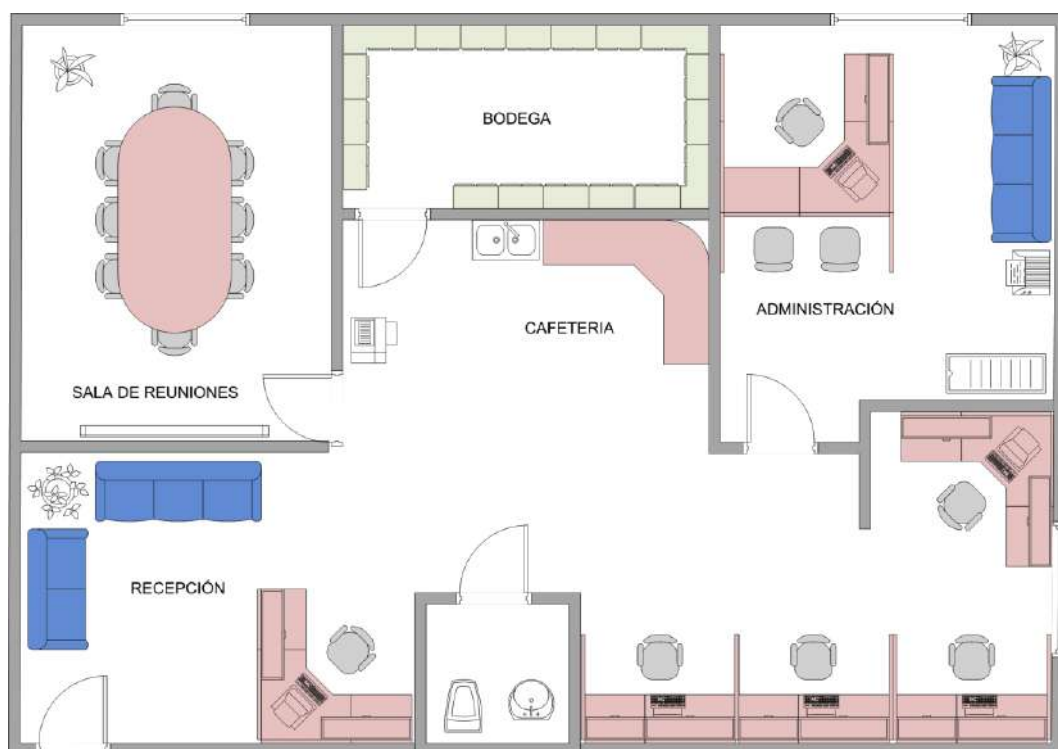 BODEGA
ADMINISTRACIÓN
CAFETERIA
SALA DE REUNIONES
RECEPCIÓN